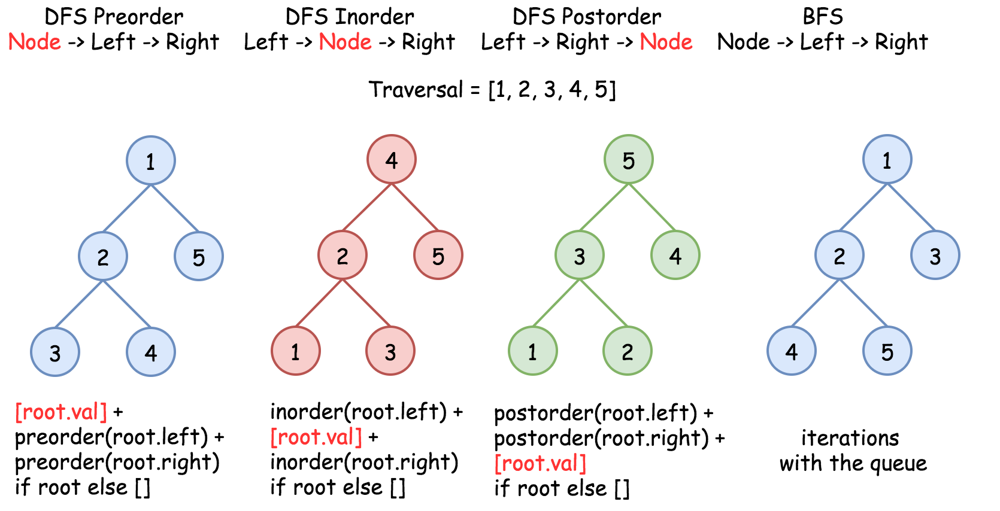 DFS Preorder
Node -> Left -> Right
DFS Inorder
Left -> Node -> Right
DFS Postorder
Left -> Right -> Node
BFS
Node -> Left -> Right
Traversal = [1, 2, 3, 4, 5]
1
2 5
3 4
4
2 5
1 3
5
3 4
1 2
1
2 3
4 5
[root.val] +
preorder(root.left) +
preorder(root.right)
if root else []
inorder(root.left) +
[root.val] +
inorder(root.right)
if root else []
postorder(root.left) +
postorder(root.right) +
[root.val]
if root else []
iterations
with the queue